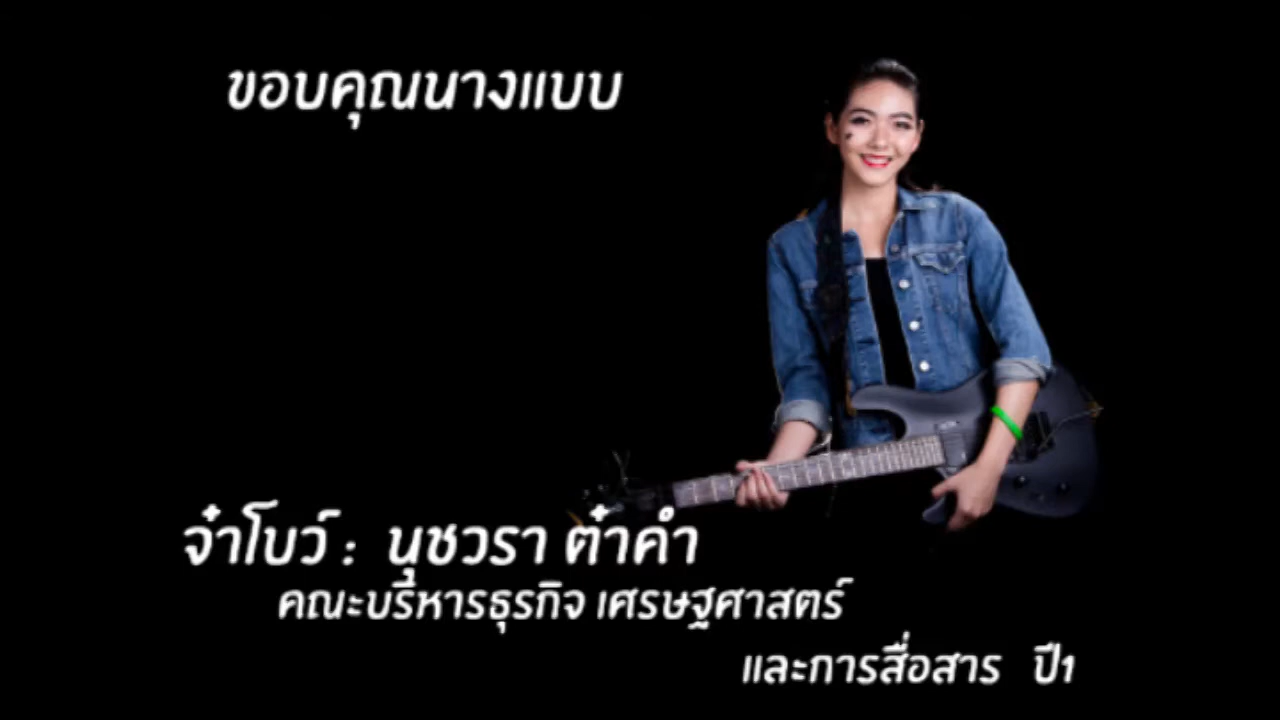 ขอบคุณนางแบบ
จ๋าโบว์ : นุชวรา ต๋าคำ
คณะบริหารธุรกิจ เศรษฐศาสตร์
และการสื่อสาร ปี1